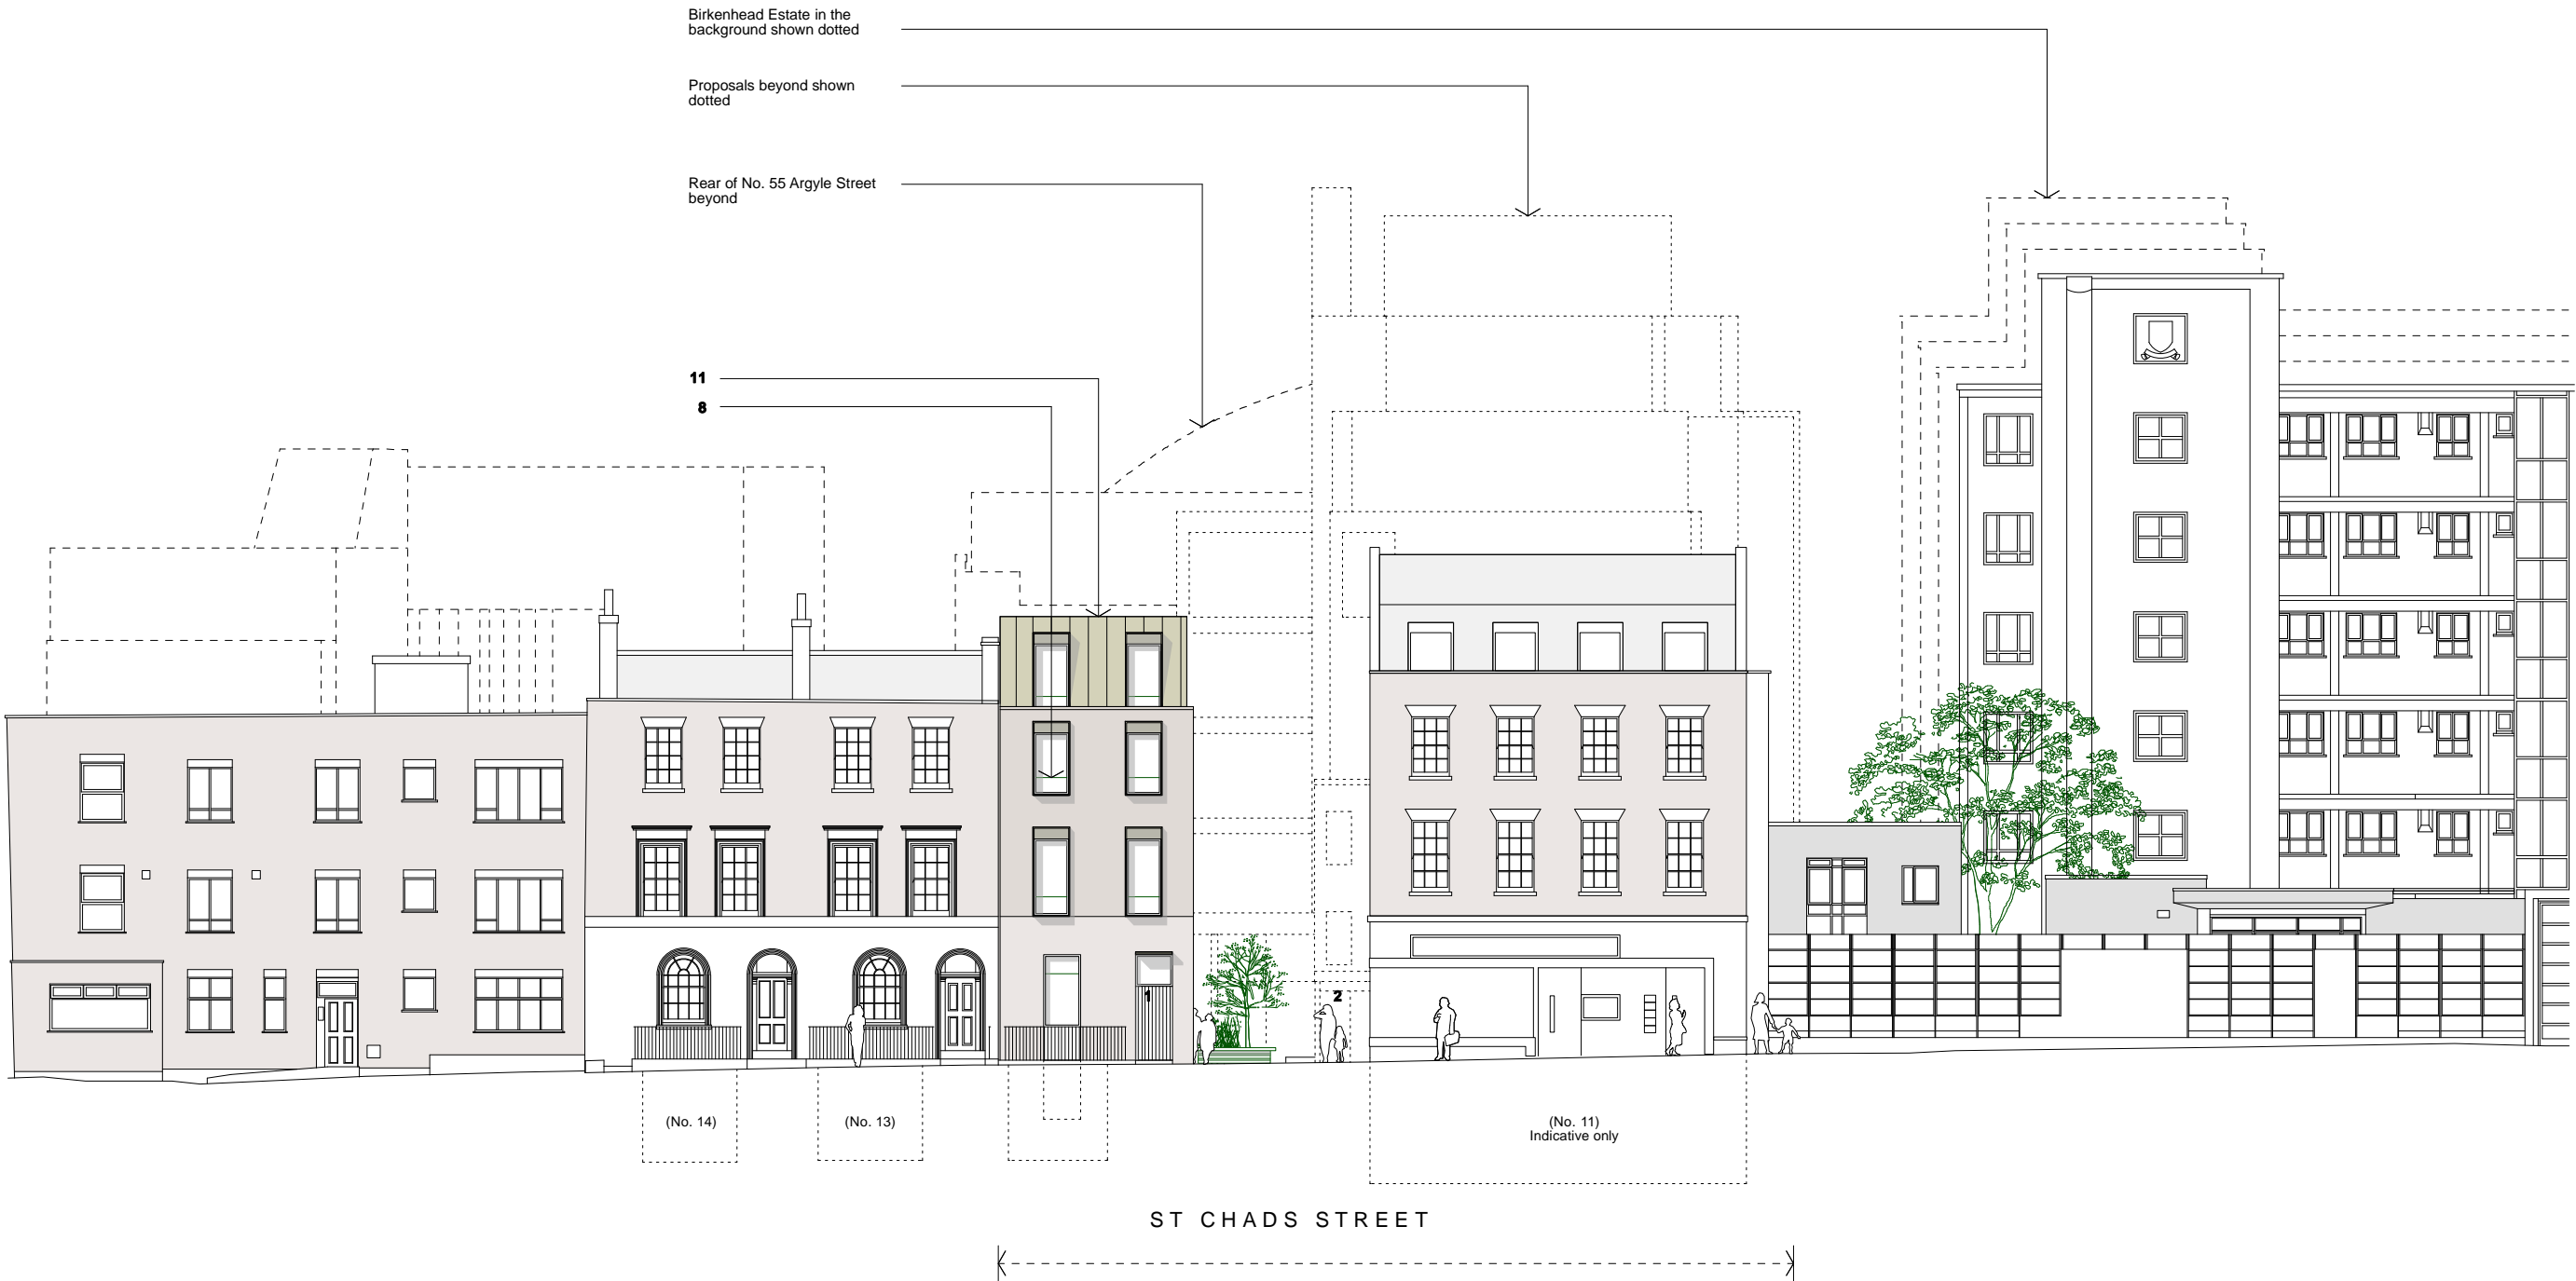 Birkenhead Estate in the
background shown dotted
Proposals beyond shown
dotted
Rear of No. 55 Argyle Street
beyond
11
8
1
2
(No. 14)
(No. 13)
(No. 11)
Indicative only
ST CHADS STREET